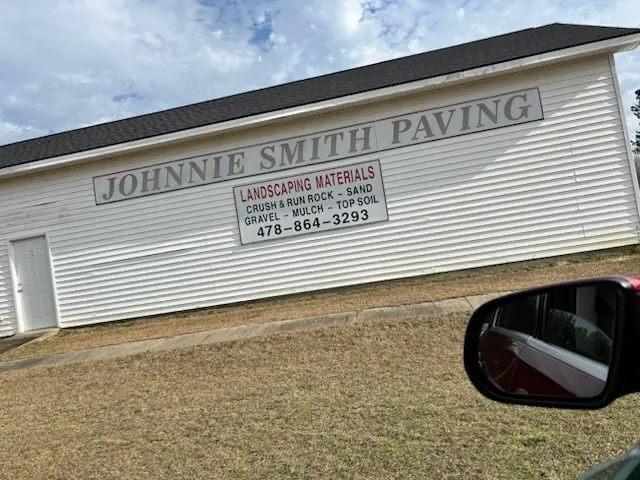 JOHNNIE SMITH PAVING
LANDSCAPING MATERIALS
CRUSH & RUN ROCK - SAND
GRAVEL - MULCH - TOP SOIL
478-864-3293